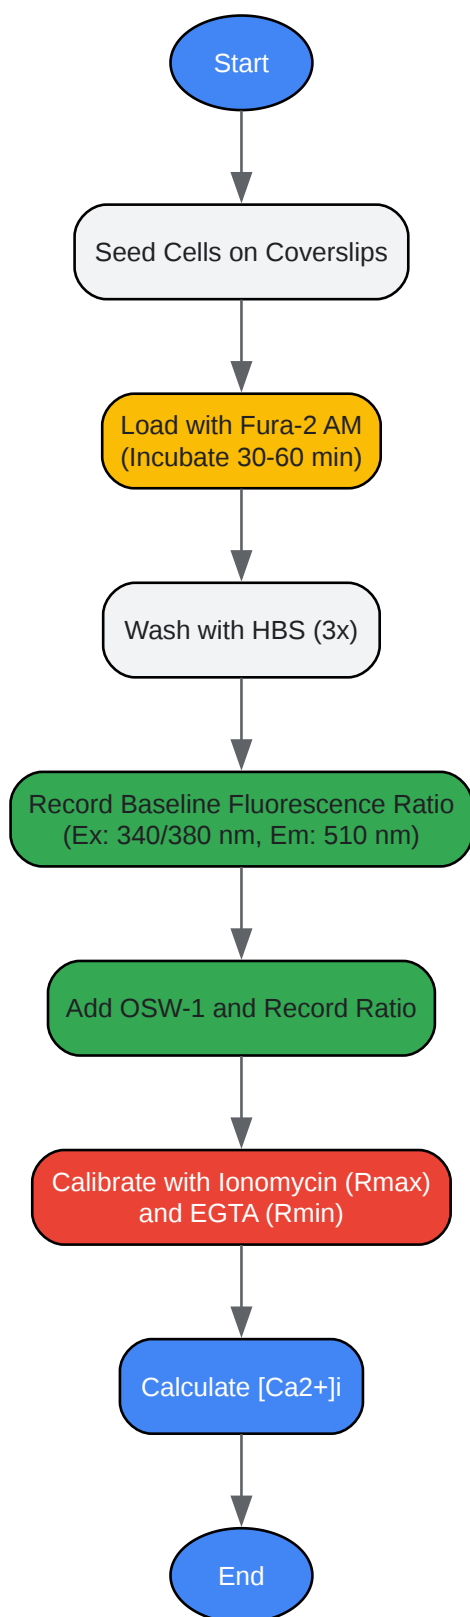 Start
Seed Cells on Coverslips
Load with Fura-2 AM
(Incubate 30-60 min)
Wash with HBS (3x)
Record Baseline Fluorescence Ratio
(Ex: 340/380 nm, Em: 510 nm)
Add OSW-1 and Record Ratio
Calibrate with Ionomycin (Rmax)
and EGTA (Rmin)
Calculate [Ca2+]i
End